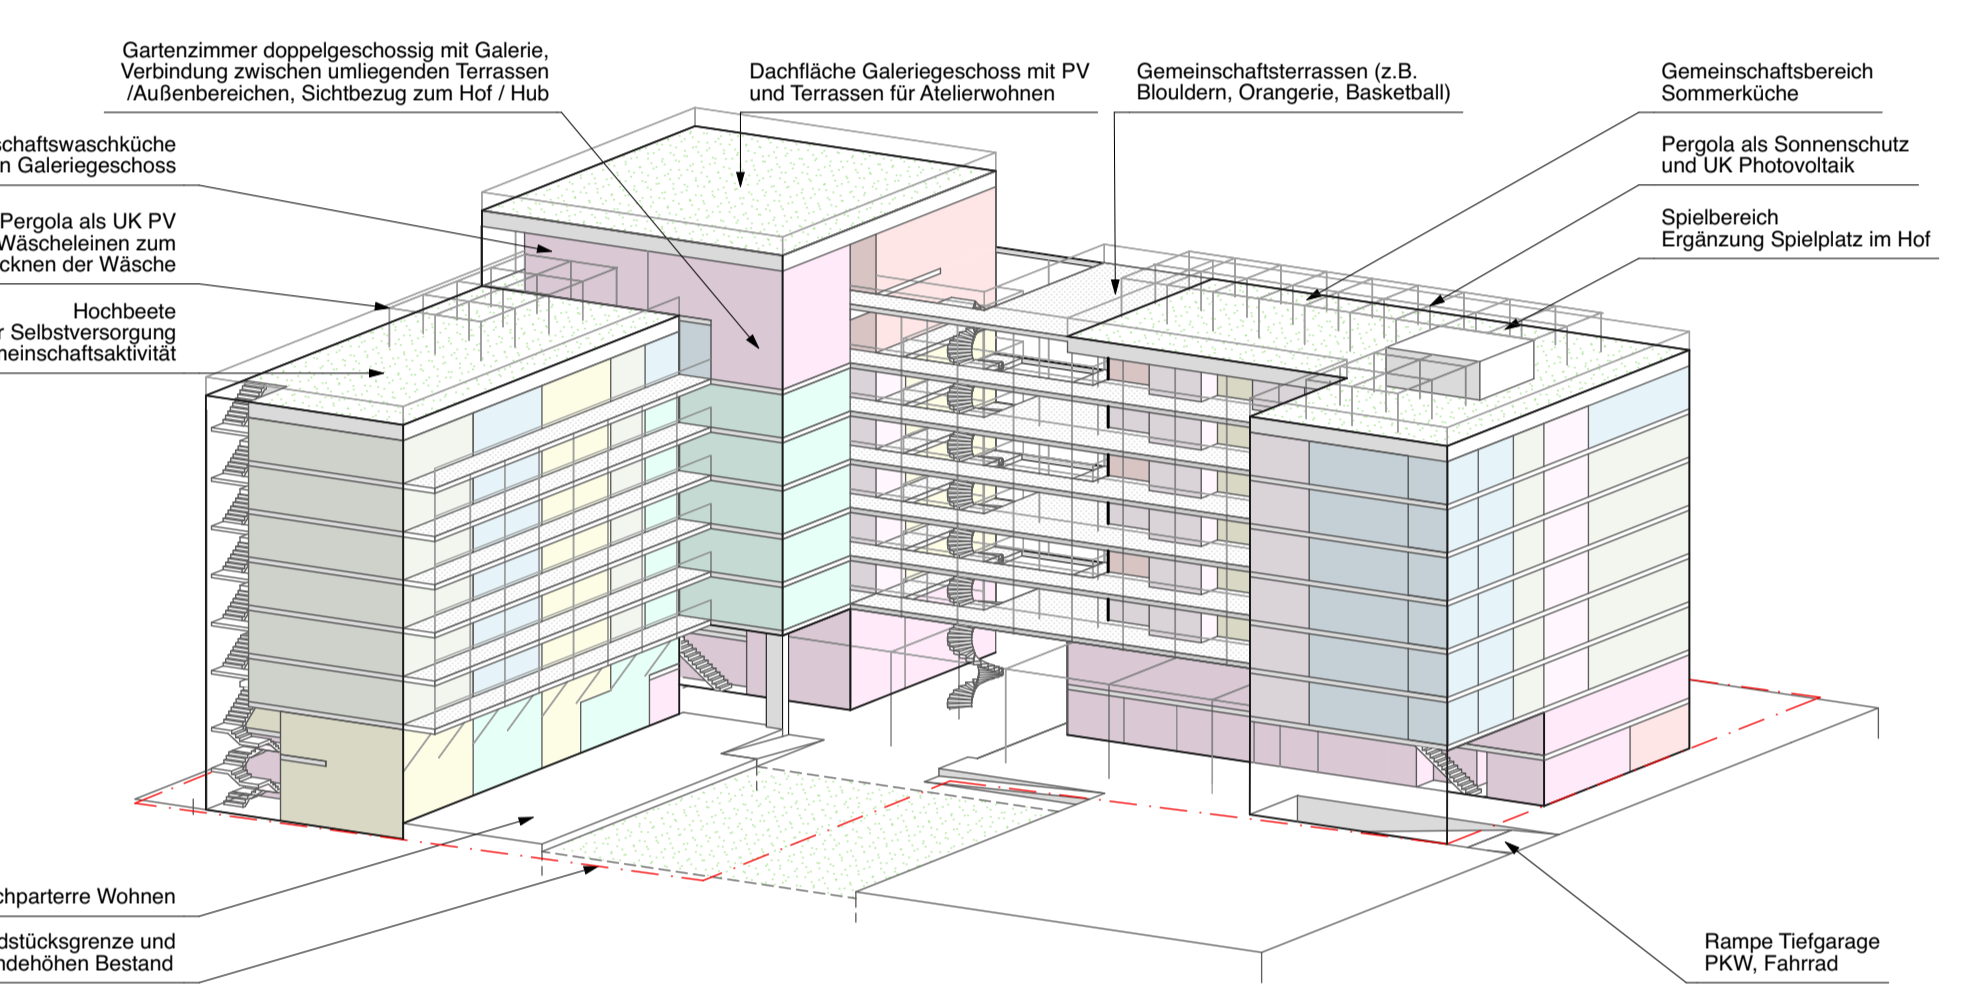 Gartenzimmer doppelgeschossig mit Galerie,
Verbindung zwischen umliegenden Terrassen
/Außenbereichen, Sichtbezug zum Hof / Hub
Dachfläche Galeriegeschoss mit PV
und Terrassen für Atelierwohnen
Gemeinschaftsterrassen (z.B.
Blouldern, Orangerie, Basketball)
Gemeinschaftsbereich
Sommerküche
schaftswaschküche
n Galeriegeschoss
Pergola als Sonnenschutz
und UK Photovoltaik
Pergola als UK PV
Wäscheleinen zum
cknen der Wäsche
Spielbereich
Ergänzung Spielplatz im Hof
Hochbeete
r Selbstversorgung
meinschaftsaktivität
chparterre Wohnen
dstücksgrenze und
ndehöhen Bestand
Rampe Tiefgarage
PKW, Fahrrad